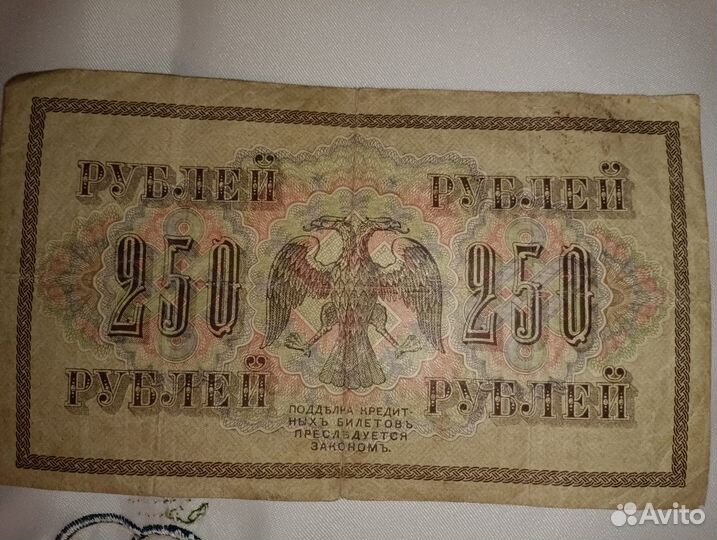 РУБЛЕЙ РУБЛЕЙ
250 250
РУБЛЕЙ РУБЛЕЙ
ПОДДѢЛКА КРЕДИТ-
НЫХЪ БИЛЕТОВЪ
ПРЕСЛѢДУЕТСЯ
ЗАКОНОМЪ.
Avito